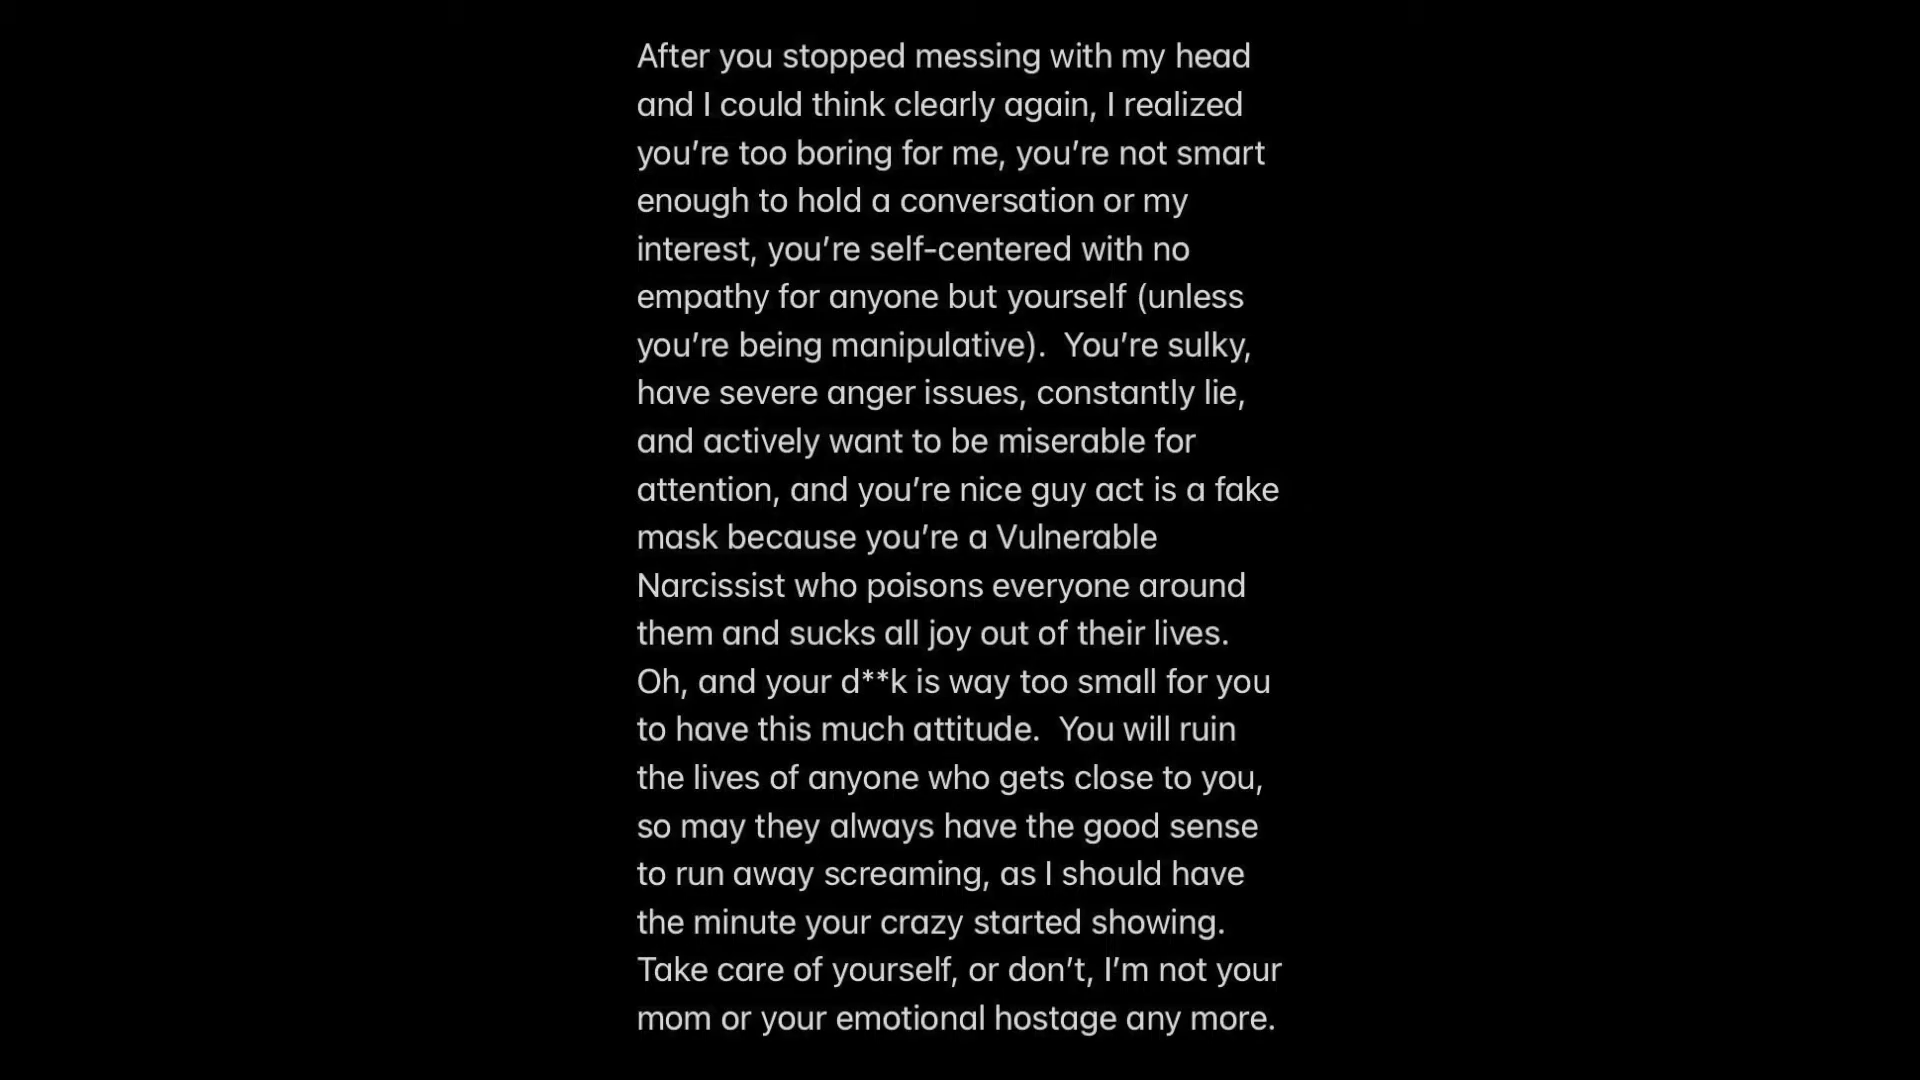 After you stopped messing with my head
and I could think clearly again, I realized
you’re too boring for me, you’re not smart
enough to hold a conversation or my
interest, you’re self-centered with no
empathy for anyone but yourself (unless
you’re being manipulative).  You’re sulky,
have severe anger issues, constantly lie,
and actively want to be miserable for
attention, and you’re nice guy act is a fake
mask because you’re a Vulnerable
Narcissist who poisons everyone around
them and sucks all joy out of their lives.
Oh, and your d**k is way too small for you
to have this much attitude.  You will ruin
the lives of anyone who gets close to you,
so may they always have the good sense
to run away screaming, as I should have
the minute your crazy started showing.
Take care of yourself, or don’t, I’m not your
mom or your emotional hostage any more.